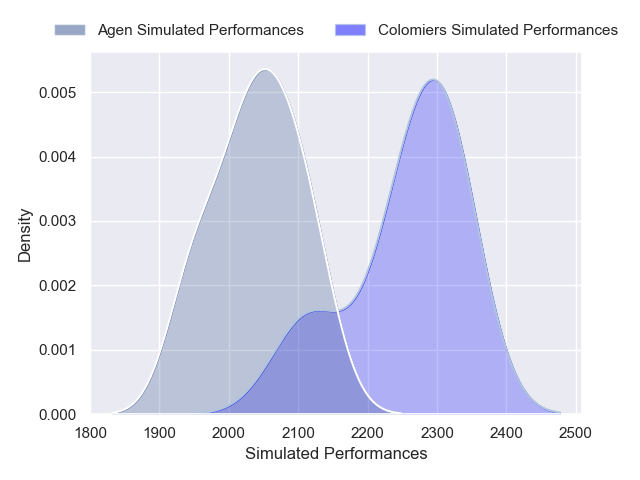 Agen Simulated Performances Colomiers Simulated Performances
0.005
0.004
0.003
0.002
0.001
0.000
Density
1800 1900 2000 2100 2200 2300 2400 2500
Simulated Performances